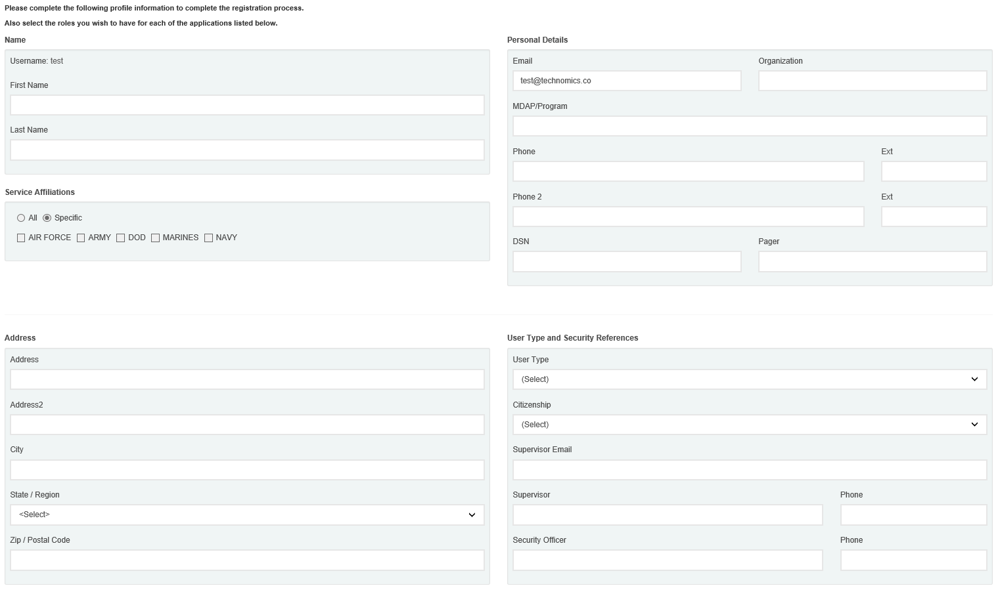 Please complete the following profile information to complete the registration process.
Also select the roles you wish to have for each of the applications listed below.
Name
Username: test
First Name
Last Name
Service Affiliations
All Specific
AIR FORCE ARMY DOD MARINES NAVY
Personal Details
Email Organization
test@technomics.co
MDAP/Program
Phone Ext
Phone 2 Ext
DSN Pager
Address
Address
Address2
City
State / Region
<Select>
Zip / Postal Code
User Type and Security References
User Type
(Select)
Citizenship
(Select)
Supervisor Email
Supervisor Phone
Security Officer Phone